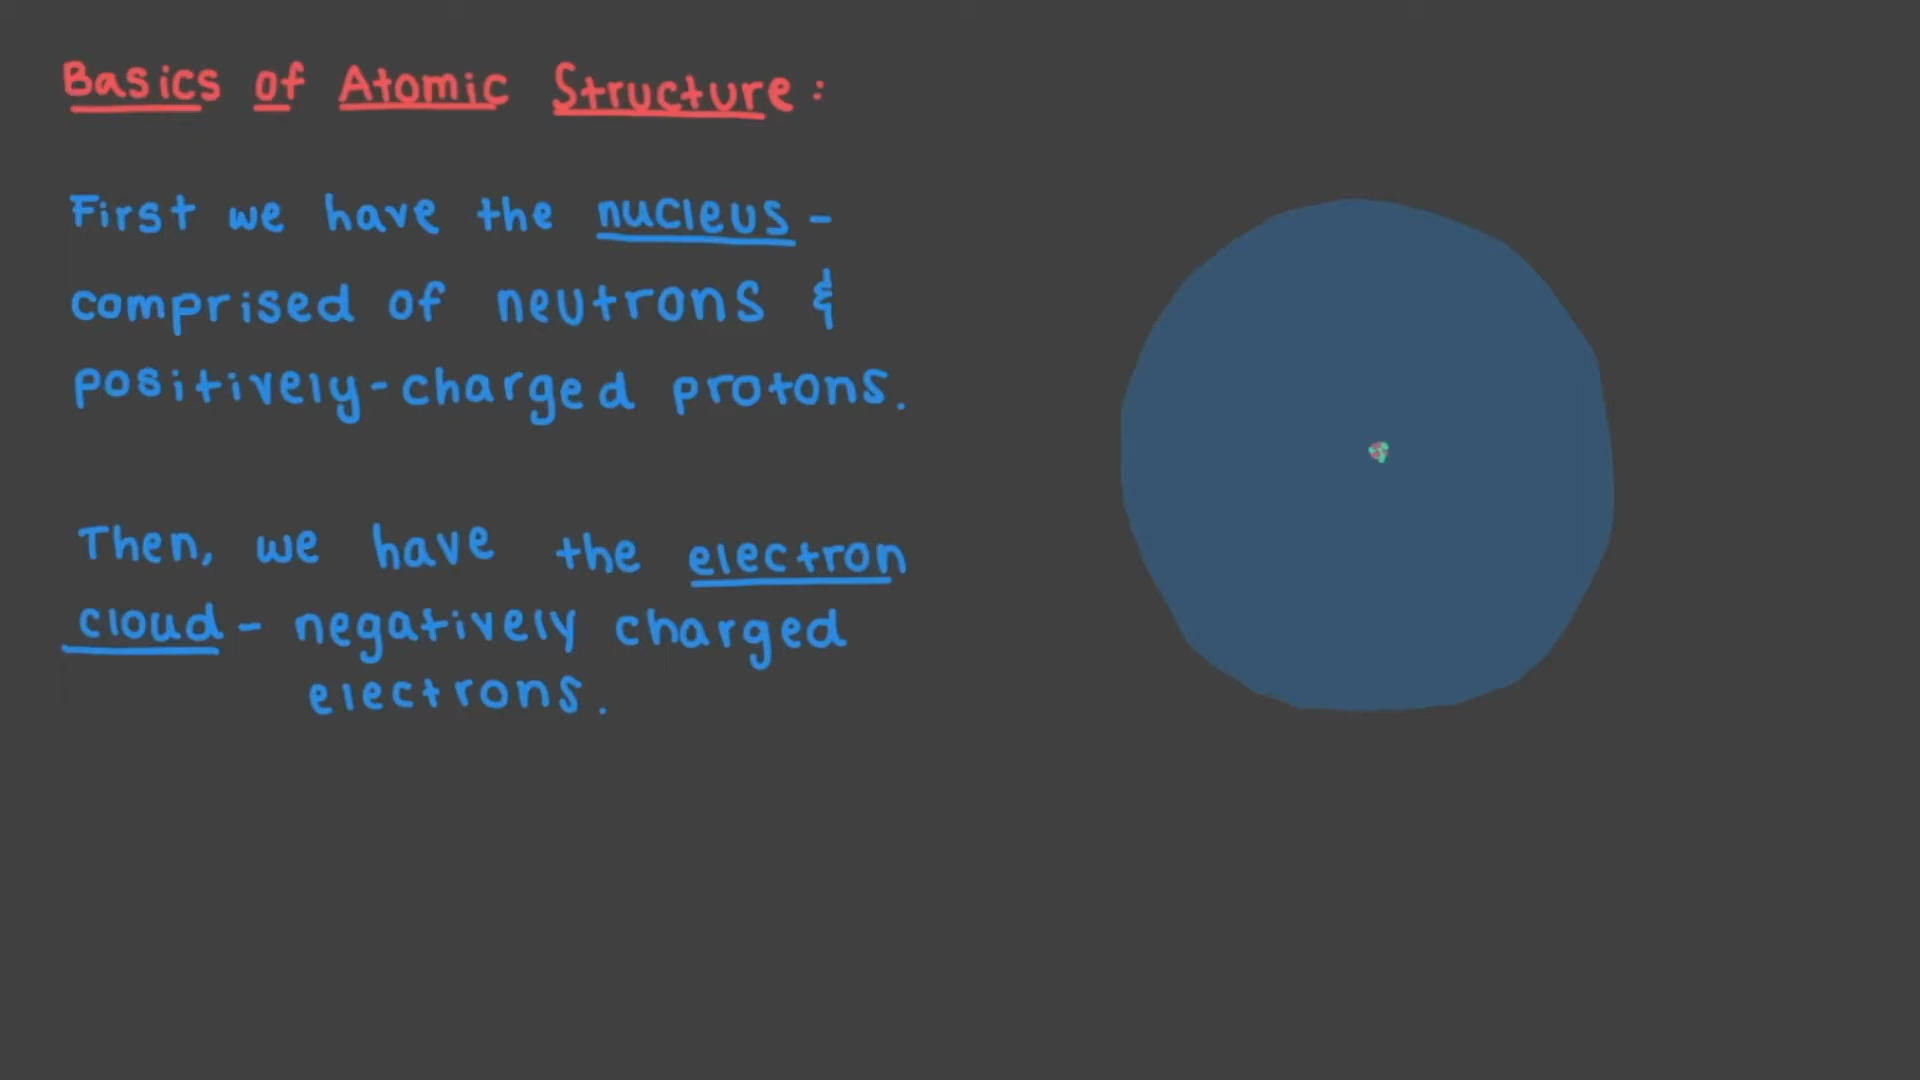 Basics of Atomic Structure:
First we have the nucleus -
comprised of neutrons &
positively-charged protons.
Then, we have the electron
cloud - negatively charged
electrons.